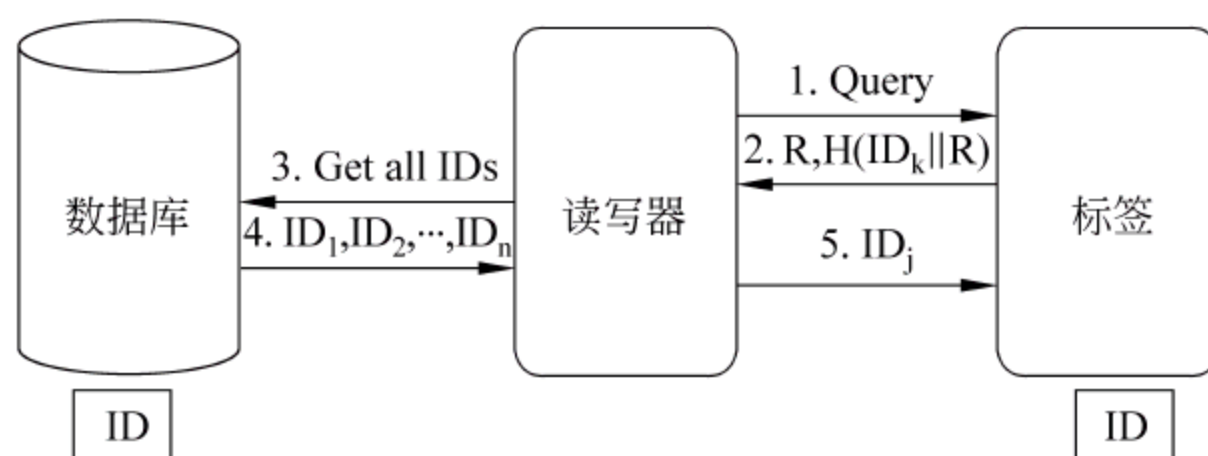 1. Query
2. R,H(IDk||R)
3. Get all IDs
4. ID1,ID2,···,IDn
5. IDj
数据库
读写器
标签
ID
ID